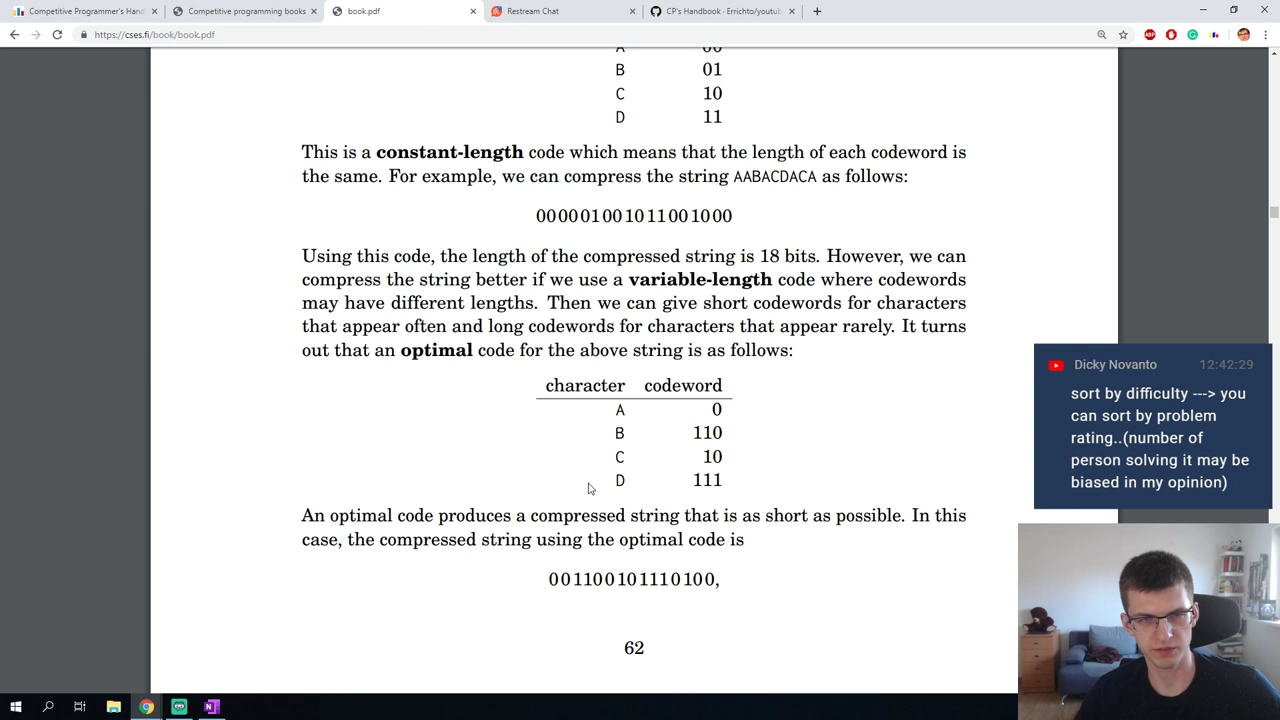 Competitive Programmer's Hand
Competitive programming books
book.pdf
Restream Chat
CP's Handbook · Errichto/youtub
https://cses.fi/book/book.pdf
A 00
B 01
C 10
D 11
This is a constant-length code which means that the length of each codeword is
the same. For example, we can compress the string AABACDACA as follows:
000001001011001000
Using this code, the length of the compressed string is 18 bits. However, we can
compress the string better if we use a variable-length code where codewords
may have different lengths. Then we can give short codewords for characters
that appear often and long codewords for characters that appear rarely. It turns
out that an optimal code for the above string is as follows:
character codeword
A 0
B 110
C 10
D 111
An optimal code produces a compressed string that is as short as possible. In this
case, the compressed string using the optimal code is
001100101110100,
62
Dicky Novanto 12:42:29
sort by difficulty ---> you
can sort by problem
rating..(number of
person solving it may be
biased in my opinion)